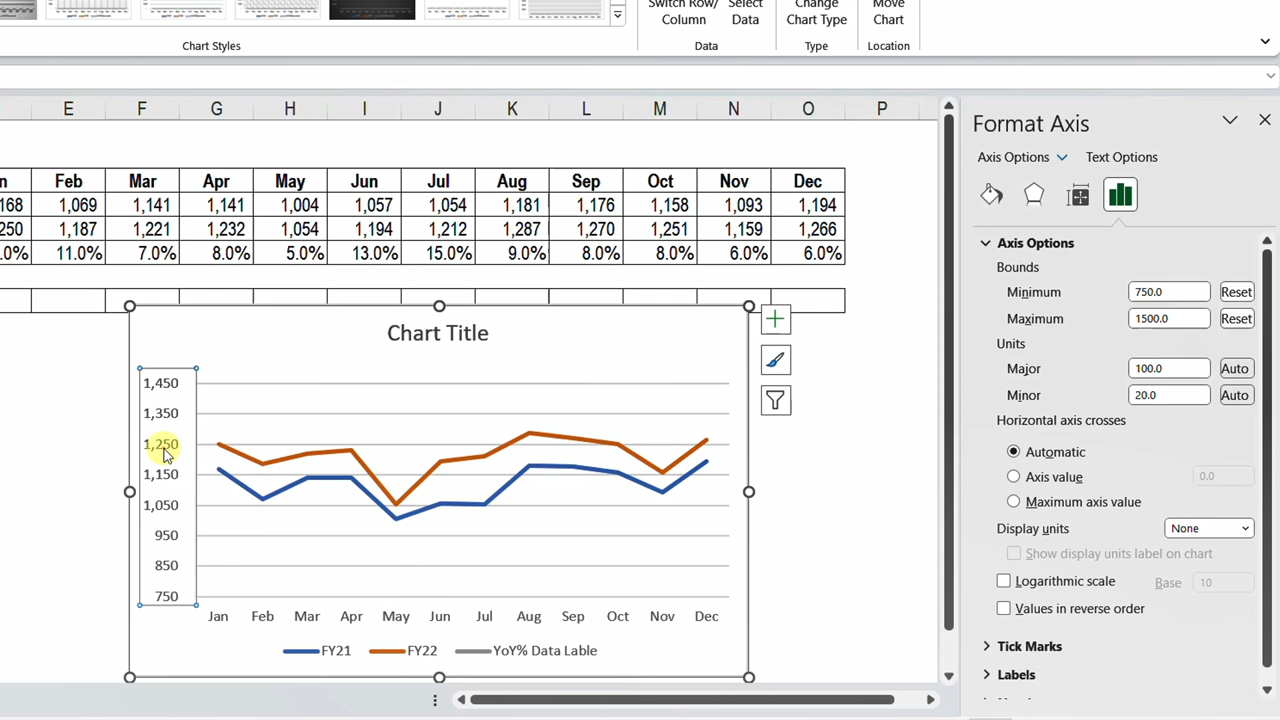 Switch Row/ Select Change Move
Column Data Chart Type Chart
Chart Styles Data Type Location
E F G H I J K L M N O P
Feb Mar Apr May Jun Jul Aug Sep Oct Nov Dec
168 1,069 1,141 1,141 1,004 1,057 1,054 1,181 1,176 1,158 1,093 1,194
250 1,187 1,221 1,232 1,054 1,194 1,212 1,287 1,270 1,251 1,159 1,266
.0% 11.0% 7.0% 8.0% 5.0% 13.0% 15.0% 9.0% 8.0% 8.0% 6.0% 6.0%
Chart Title
1,450
1,350
1,250
1,150
1,050
950
850
750
Jan Feb Mar Apr May Jun Jul Aug Sep Oct Nov Dec
FY21 FY22 YoY% Data Lable
Format Axis
Axis Options Text Options
Axis Options
Bounds
Minimum 750.0 Reset
Maximum 1500.0 Reset
Units
Major 100.0 Auto
Minor 20.0 Auto
Horizontal axis crosses
Automatic
Axis value 0.0
Maximum axis value
Display units None
Show display units label on chart
Logarithmic scale Base 10
Values in reverse order
Tick Marks
Labels